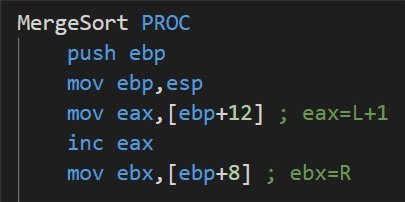 MergeSort PROC
push ebp
mov ebp,esp
mov eax,[ebp+12] ; eax=L+1
inc eax
mov ebx,[ebp+8] ; ebx=R